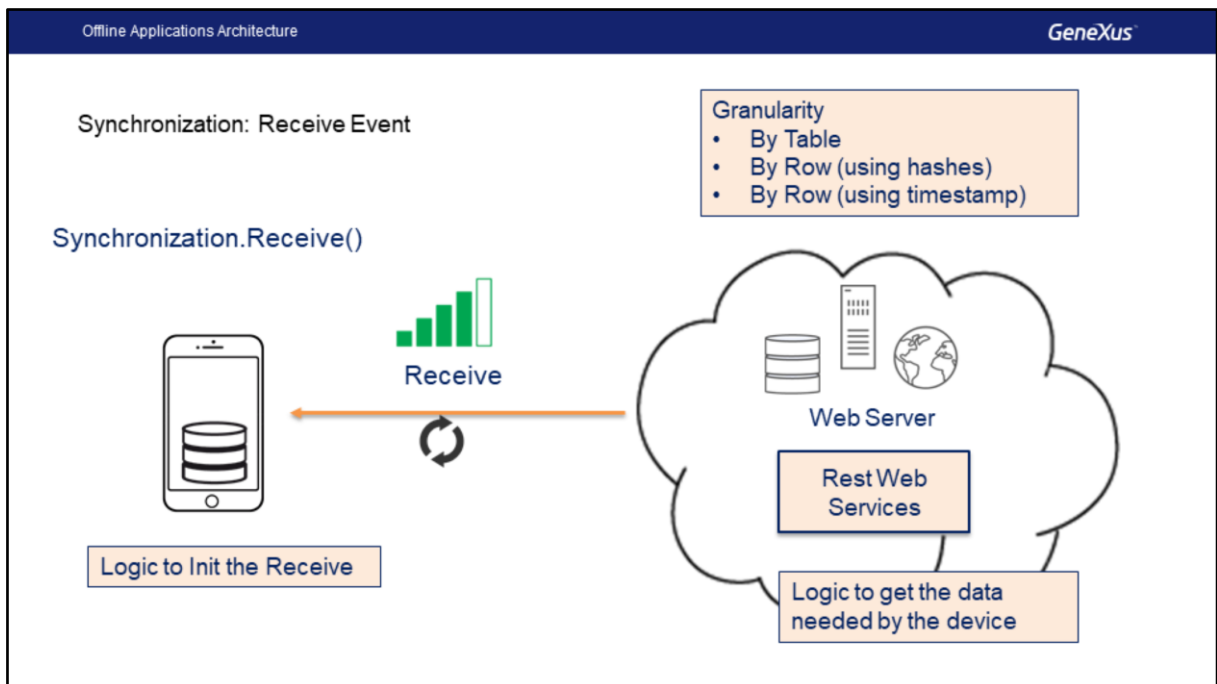 Offline Applications Architecture
GeneXus™
Synchronization: Receive Event
Granularity
• By Table
• By Row (using hashes)
• By Row (using timestamp)
Synchronization.Receive()
Receive
Web Server
Rest Web
Services
Logic to Init the Receive
Logic to get the data
needed by the device